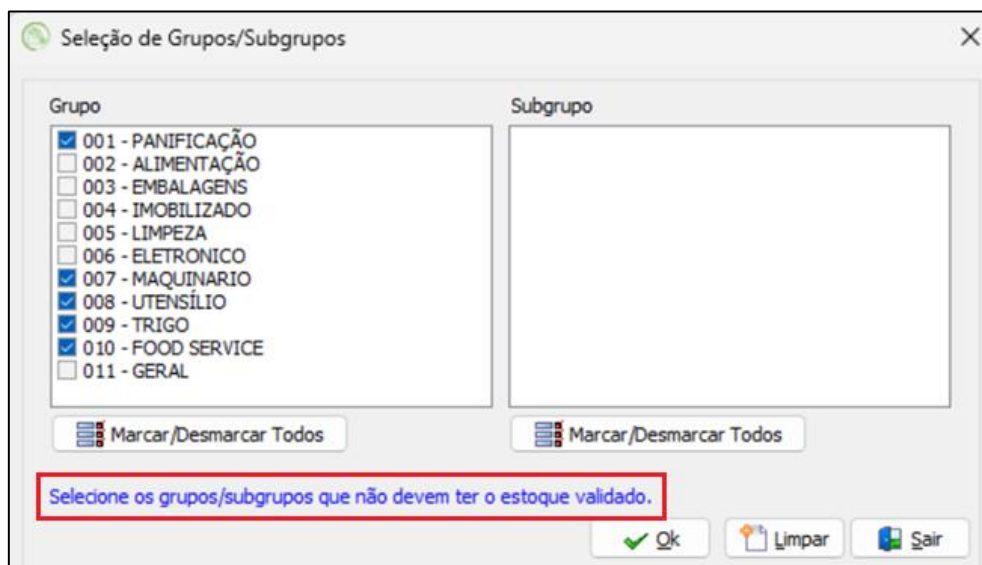 Seleção de Grupos/Subgrupos
Grupo
Subgrupo
001 - PANIFICAÇÃO
002 - ALIMENTAÇÃO
003 - EMBALAGENS
004 - IMOBILIZADO
005 - LIMPEZA
006 - ELETRONICO
007 - MAQUINARIO
008 - UTENSÍLIO
009 - TRIGO
010 - FOOD SERVICE
011 - GERAL
Marcar/Desmarcar Todos
Marcar/Desmarcar Todos
Selecione os grupos/subgrupos que não devem ter o estoque validado.
Ok
Limpar
Sair